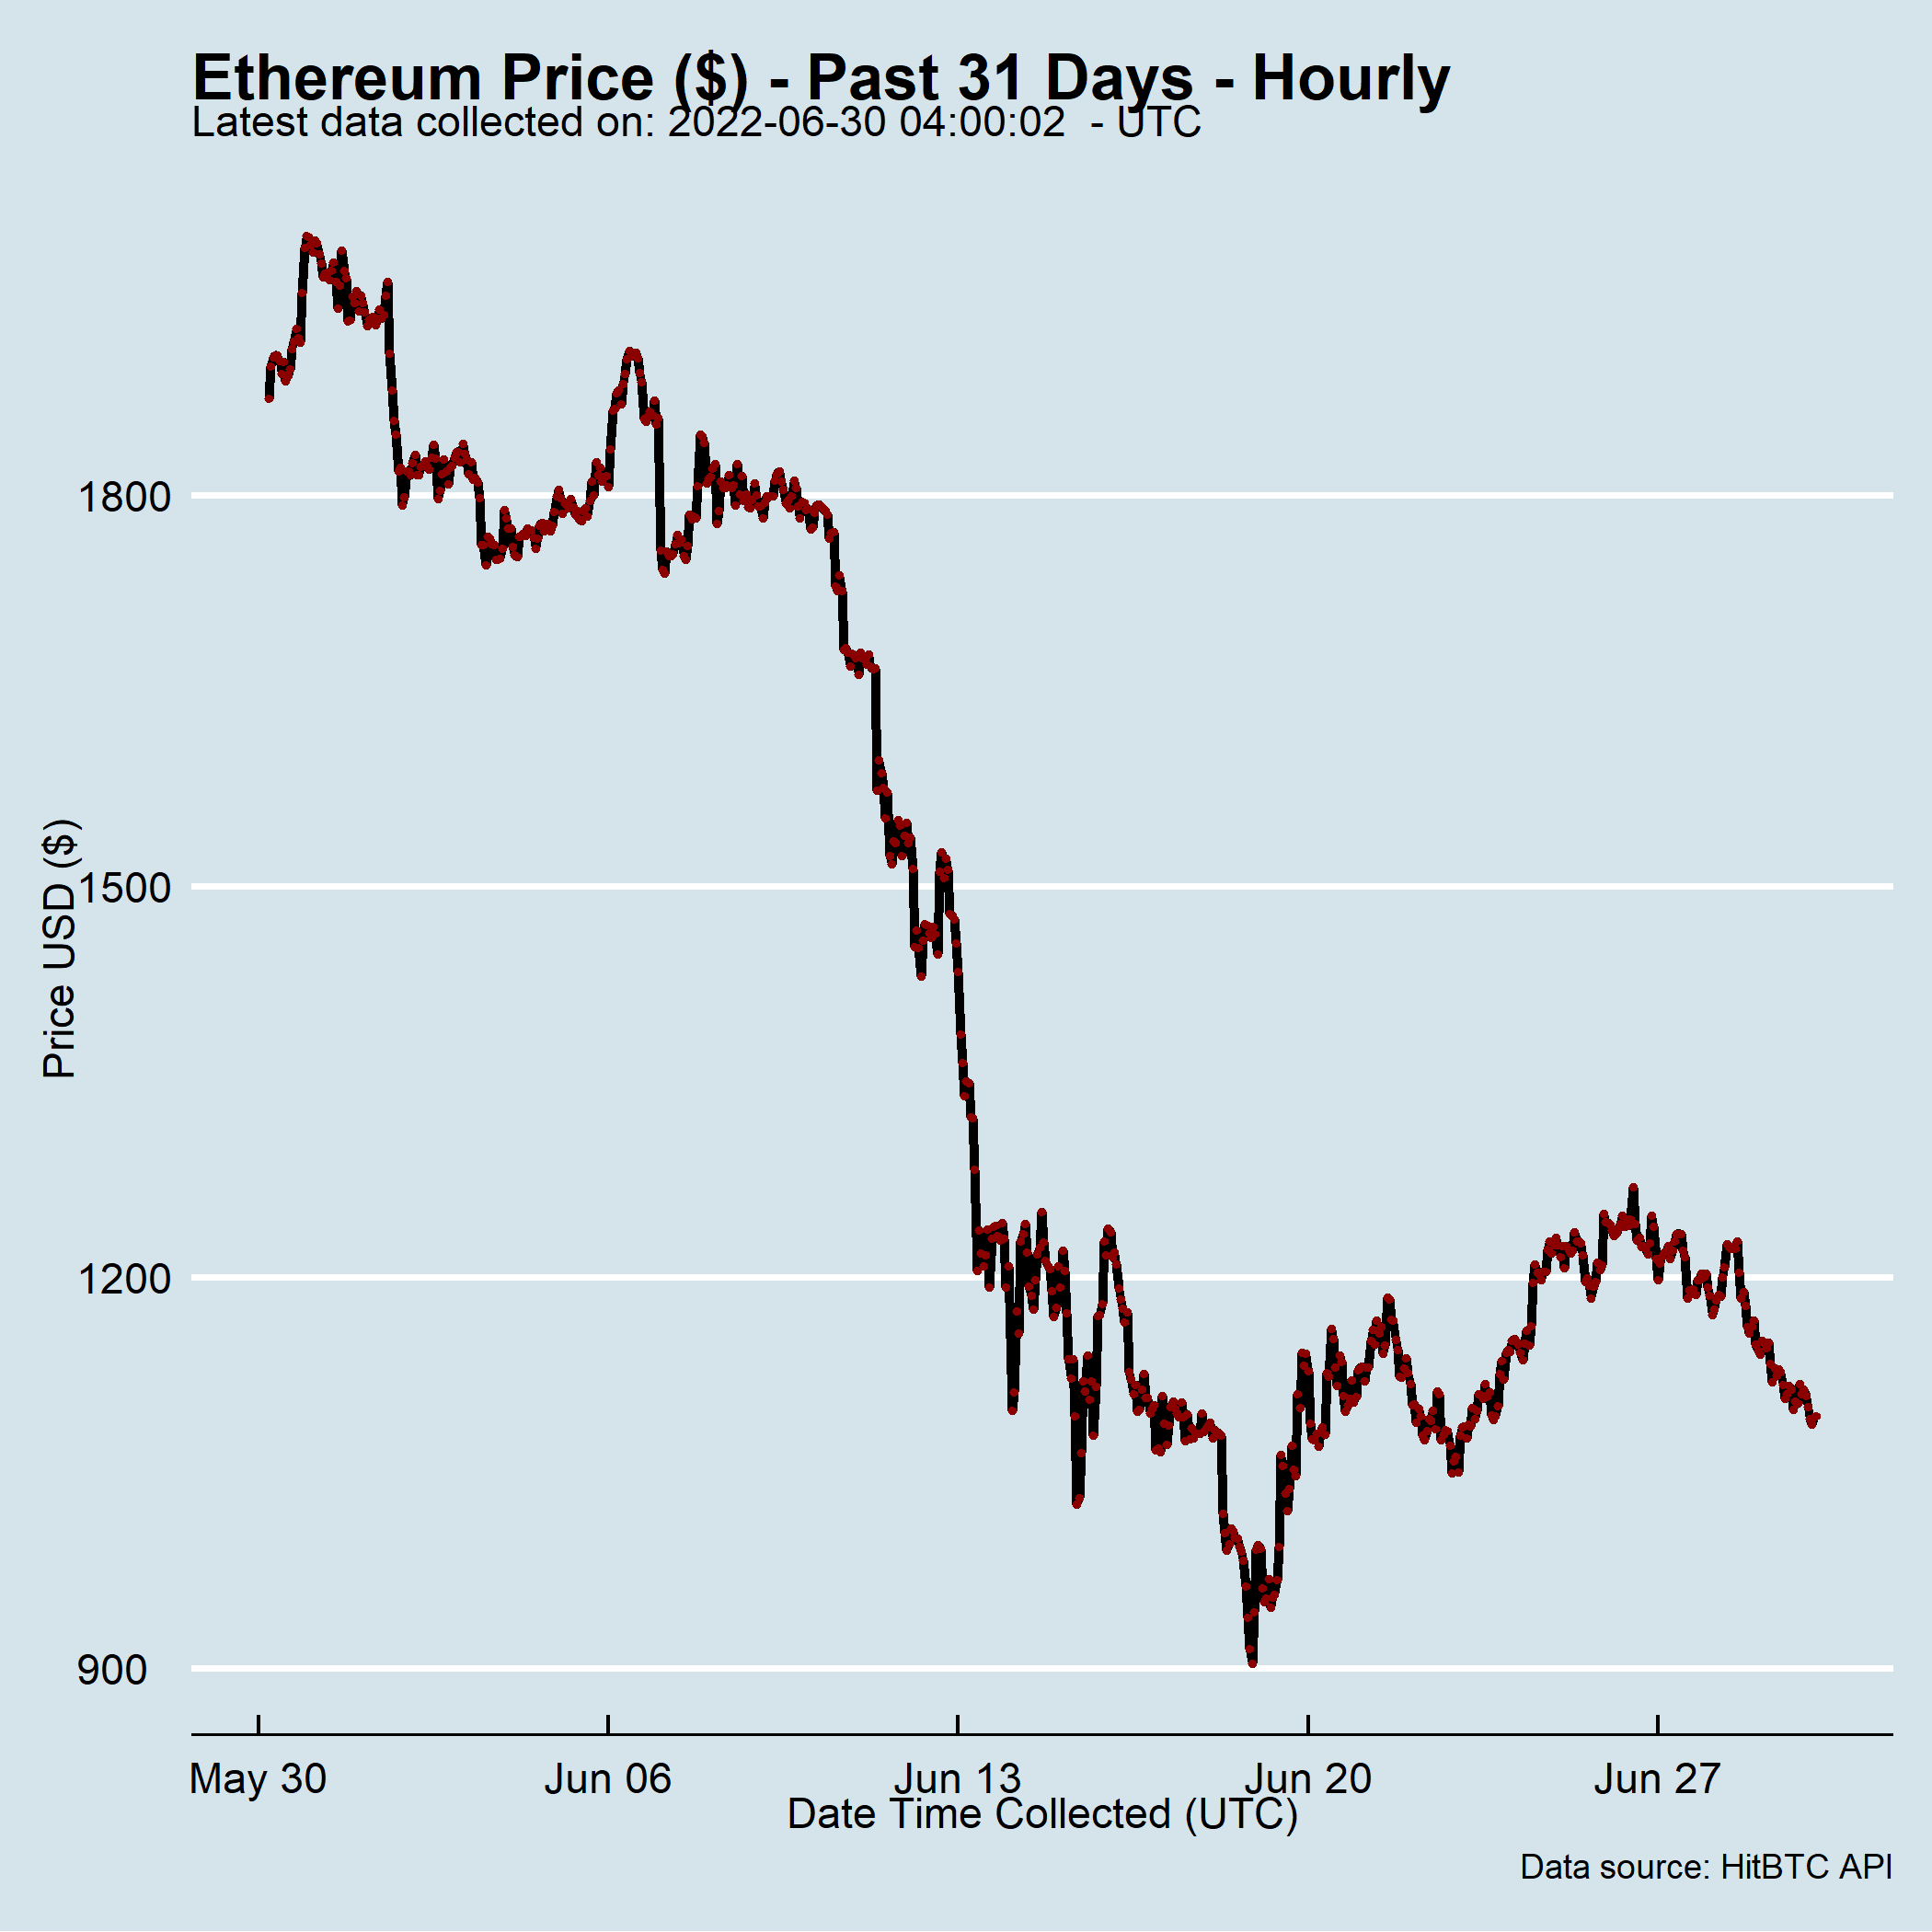 Ethereum Price ($) - Past 31 Days - Hourly
Latest data collected on: 2022-06-30 04:00:02  - UTC
Price USD ($)
1800
1500
1200
900
May 30
Jun 06
Jun 13
Jun 20
Jun 27
Date Time Collected (UTC)
Data source: HitBTC API